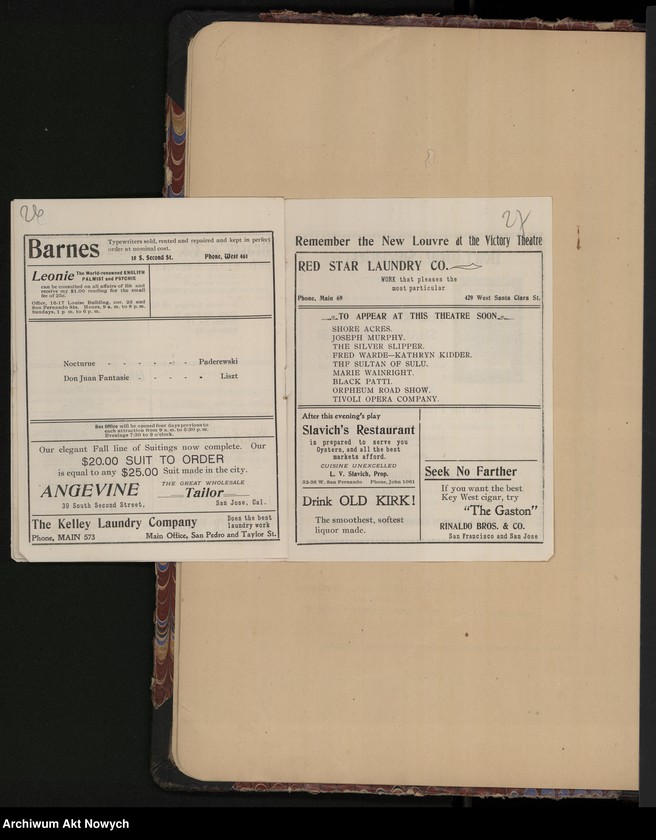 26
Barnes
Typewriters sold, rented and repaired and kept in perfect
order at nominal cost.
10 S. Second St. Phone, West 461
Leonie The World-renowned ENGLISH
PALMIST and PSYCHIC
can be consulted on all affairs of life and
receive my $1.00 reading for the small
fee of 25c.
Office, 16-17 Louise Building, cor. 2d and
San Fernando Sts. Hours, 9 a. m. to 8 p. m.
Sundays, 1 p. m. to 6 p. m.
Nocturne - - - - - - Paderewski
Don Juan Fantasie - - - - - Liszt
Box Office will be opened four days previous to
each attraction from 9 a. m. to 5:30 p. m.
Evenings 7:30 to 9 o'clock.
Our elegant Fall line of Suitings now complete. Our
$20.00 SUIT TO ORDER
is equal to any $25.00 Suit made in the city.
ANGEVINE
THE GREAT WHOLESALE
Tailor
39 South Second Street, San Jose, Cal.
The Kelley Laundry Company
Does the best
laundry work
Phone, MAIN 573 Main Office, San Pedro and Taylor St.
27
Remember the New Louvre at the Victory Theatre
RED STAR LAUNDRY CO.
WORK that pleases the
most particular
Phone, Main 69 429 West Santa Clara St.
TO APPEAR AT THIS THEATRE SOON
SHORE ACRES.
JOSEPH MURPHY.
THE SILVER SLIPPER.
FRED WARDE—KATHRYN KIDDER.
THE SULTAN OF SULU.
MARIE WAINRIGHT.
BLACK PATTI.
ORPHEUM ROAD SHOW.
TIVOLI OPERA COMPANY.
After this evening's play
Slavich's Restaurant
is prepared to serve you
Oysters, and all the best
markets afford.
CUISINE UNEXCELLED
L. V. Slavich, Prop.
32-36 W. San Fernando Phone, John 1061
Drink OLD KIRK!
The smoothest, softest
liquor made.
Seek No Farther
If you want the best
Key West cigar, try
"The Gaston"
RINALDO BROS. & CO.
San Francisco and San Jose
Archiwum Akt Nowych